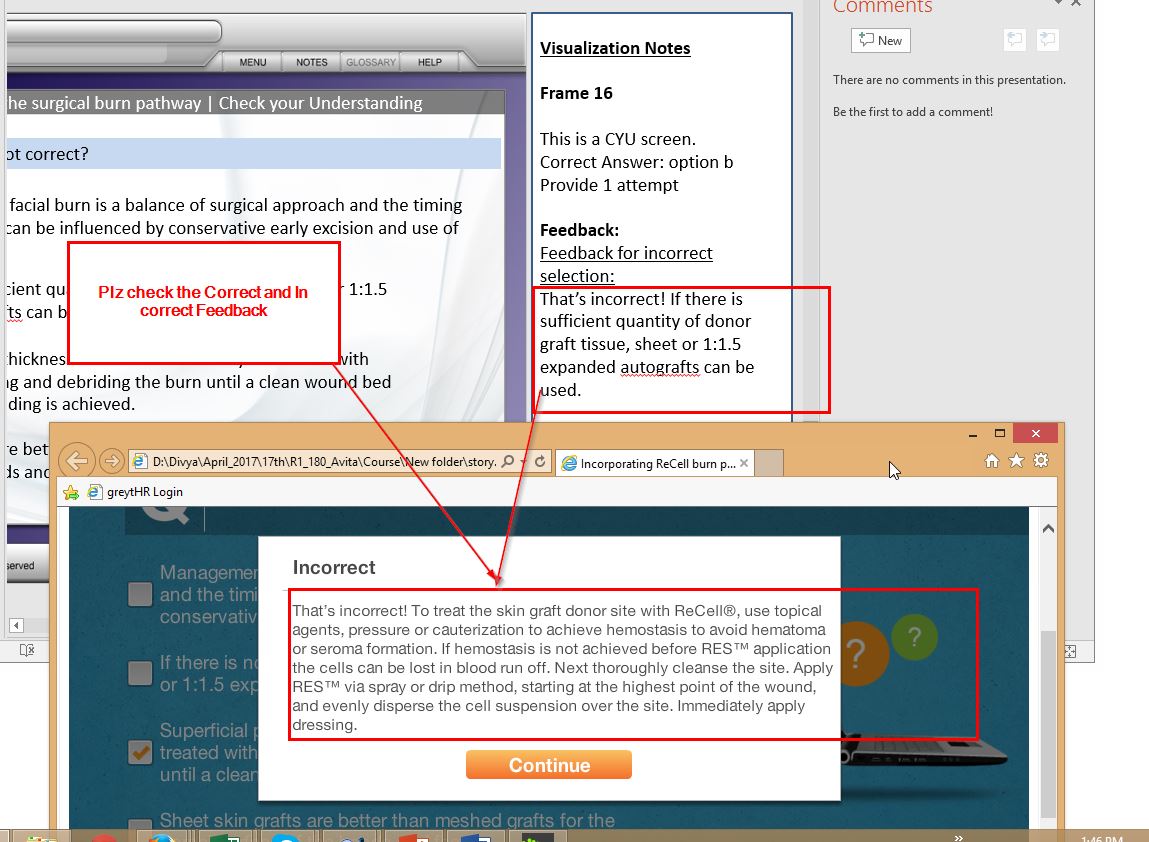 Comments
New
There are no comments in this presentation.
Be the first to add a comment!
MENU NOTES GLOSSARY HELP
he surgical burn pathway | Check your Understanding
ot correct?
facial burn is a balance of surgical approach and the timing
can be influenced by conservative early excision and use of
cient qu
r 1:1.5
ts can b
thicknes
with
ng and debriding the burn until a clean wound bed
ding is achieved.
re bet
ds and
served
Plz check the Correct and In
correct Feedback
Visualization Notes
Frame 16
This is a CYU screen.
Correct Answer: option b
Provide 1 attempt
Feedback:
Feedback for incorrect
selection:
That’s incorrect! If there is
sufficient quantity of donor
graft tissue, sheet or 1:1.5
expanded autografts can be
used.
D:\Divya\April_2017\17th\R1_180_Avita\Course\New folder\story.
Incorporating ReCell burn p...
greytHR Login
Managemen
and the timi
conservativ
If there is no
or 1:1.5 exp
Superficial p
treated with
until a clean
Sheet skin grafts are better than meshed grafts for the
Incorrect
That’s incorrect! To treat the skin graft donor site with ReCell®, use topical
agents, pressure or cauterization to achieve hemostasis to avoid hematoma
or seroma formation. If hemostasis is not achieved before RES™ application
the cells can be lost in blood run off. Next thoroughly cleanse the site. Apply
RES™ via spray or drip method, starting at the highest point of the wound,
and evenly disperse the cell suspension over the site. Immediately apply
dressing.
Continue
? ?
1:46 PM